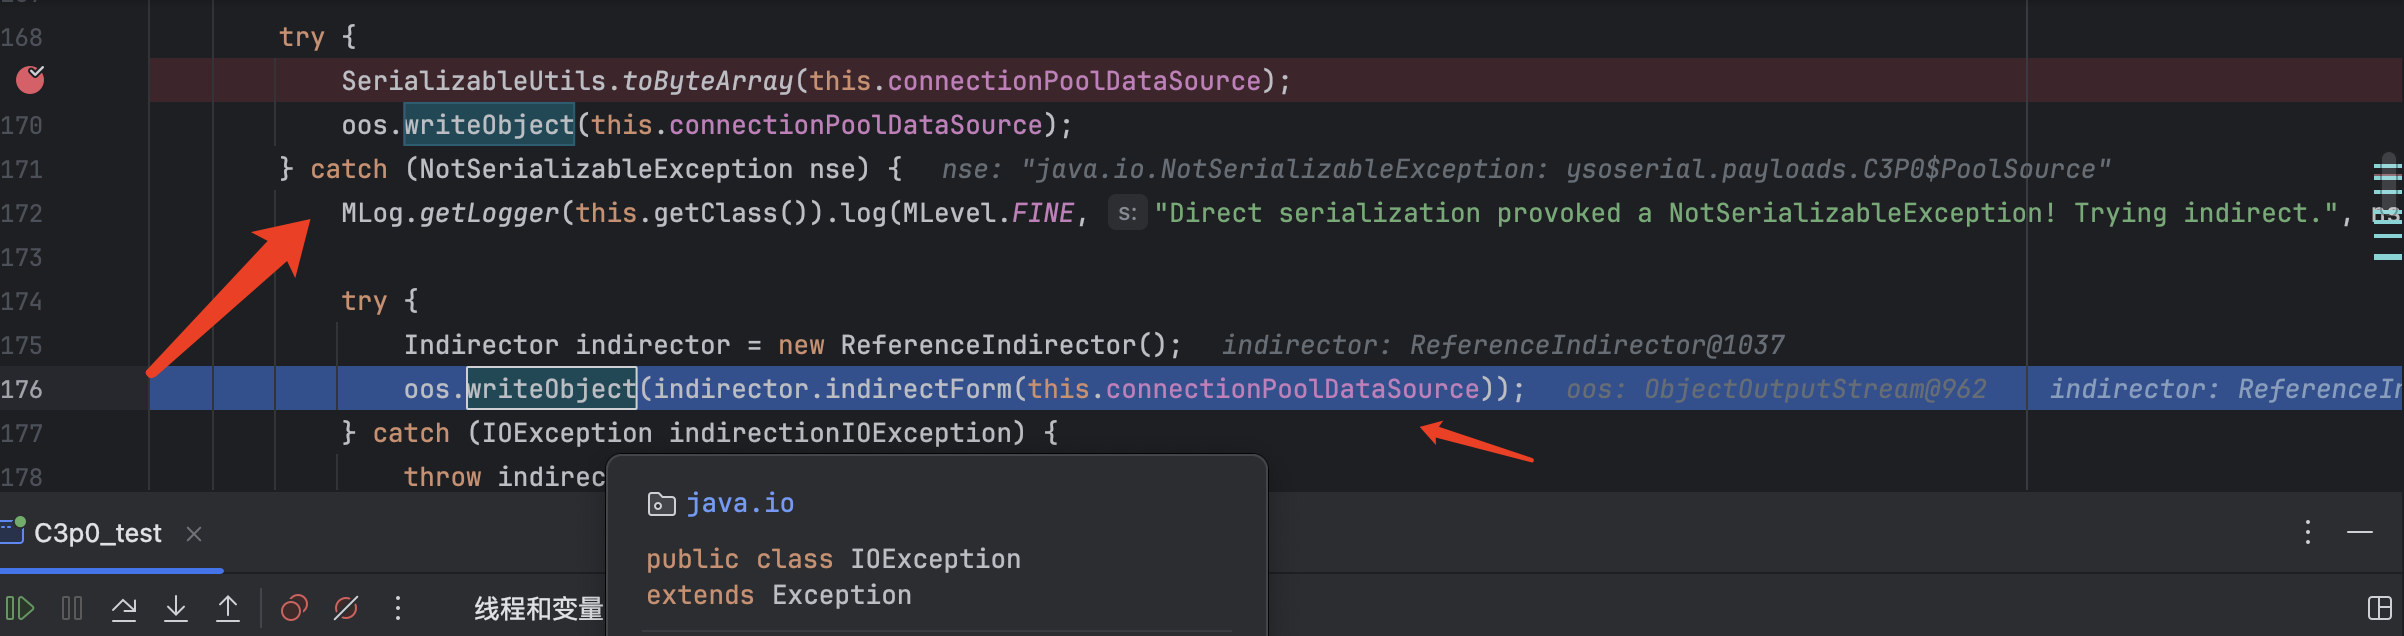 168 try {
SerializableUtils.toByteArray(this.connectionPoolDataSource);
170 oos.writeObject(this.connectionPoolDataSource);
171 } catch (NotSerializableException nse) { nse: "java.io.NotSerializableException: ysoserial.payloads.C3P0$PoolSource"
172 MLog.getLogger(this.getClass()).log(MLevel.FINE, s: "Direct serialization provoked a NotSerializableException! Trying indirect.",
173
174 try {
175 Indirector indirector = new ReferenceIndirector(); indirector: ReferenceIndirector@1037
176 oos.writeObject(indirector.indirectForm(this.connectionPoolDataSource)); oos: ObjectOutputStream@962 indirector: ReferenceIn
177 } catch (IOException indirectionIOException) {
178 throw indirec
java.io
public class IOException
extends Exception
C3p0_test
线程和变量